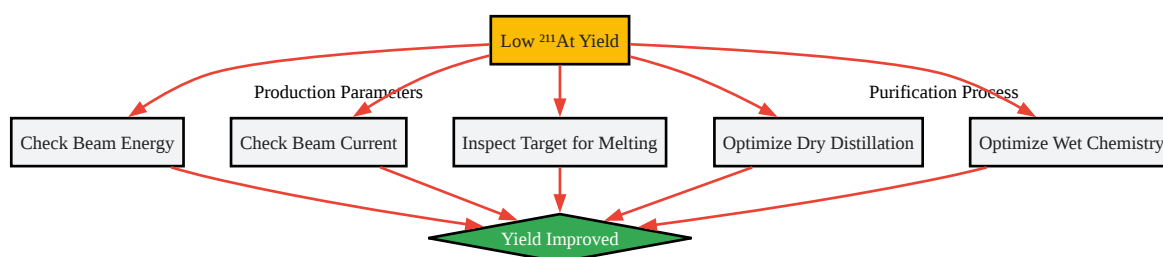 Low ²¹¹At Yield
Production Parameters
Purification Process
Check Beam Energy
Check Beam Current
Inspect Target for Melting
Optimize Dry Distillation
Optimize Wet Chemistry
Yield Improved